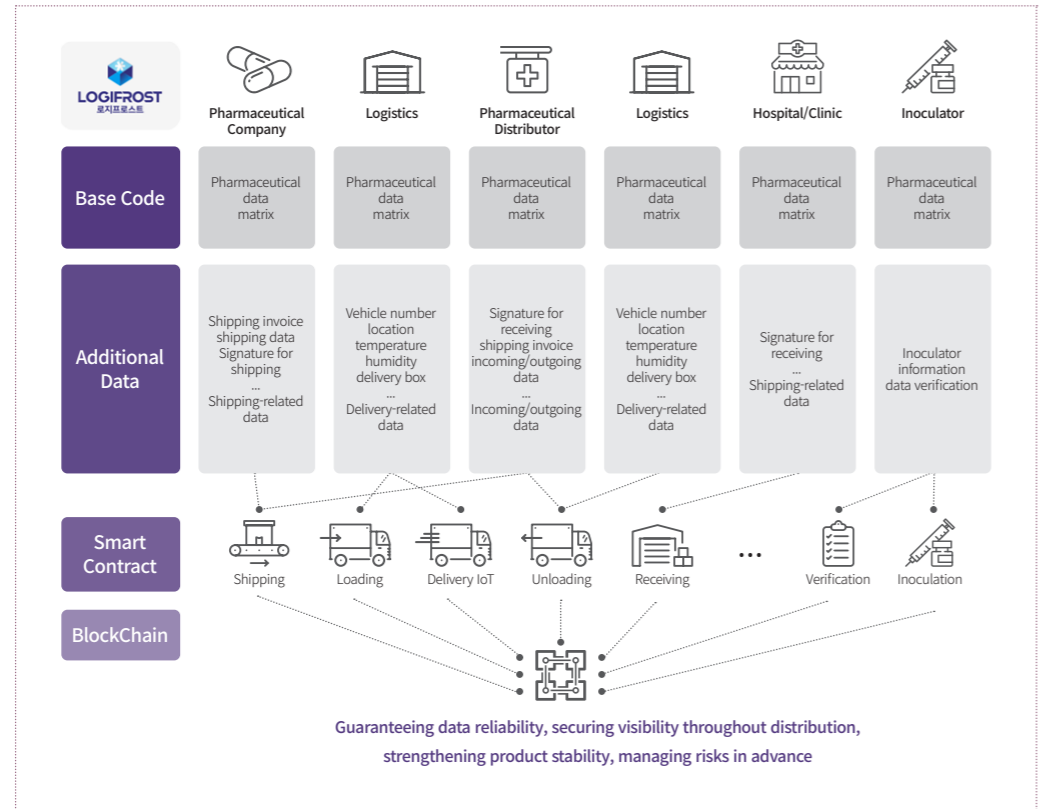 LOGIFROST
로지프로스트
Pharmaceutical
Company
Logistics
Pharmaceutical
Distributor
Logistics
Hospital/Clinic
Inoculator
Base Code
Pharmaceutical
data
matrix
Pharmaceutical
data
matrix
Pharmaceutical
data
matrix
Pharmaceutical
data
matrix
Pharmaceutical
data
matrix
Pharmaceutical
data
matrix
Additional
Data
Shipping invoice
shipping data
Signature for
shipping
...
Shipping-related
data
Vehicle number
location
temperature
humidity
delivery box
...
Delivery-related
data
Signature for
receiving
shipping invoice
incoming/outgoing
data
...
Incoming/outgoing
data
Vehicle number
location
temperature
humidity
delivery box
...
Delivery-related
data
Signature for
receiving
...
Shipping-related
data
Inoculator
information
data verification
Smart
Contract
Shipping
Loading
Delivery IoT
Unloading
Receiving
...
Verification
Inoculation
BlockChain
Guaranteeing data reliability, securing visibility throughout distribution,
strengthening product stability, managing risks in advance